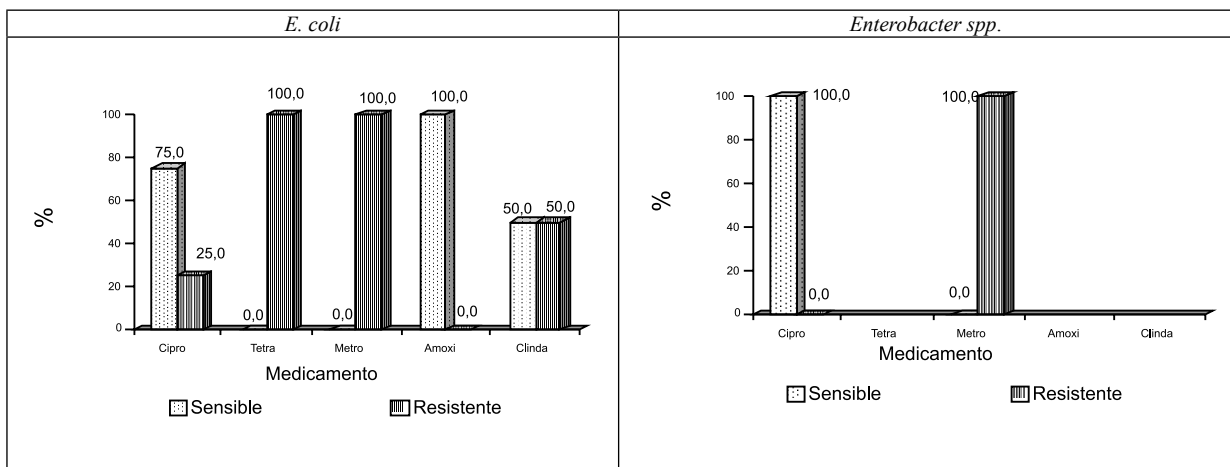 E. coli
100,0 100,0 100,0
100
80
75,0
60
%
50,0 50,0
40
25,0
20
0,0 0,0 0,0
0
Cipro Tetra Metro Amoxi Clinda
Medicamento
Sensible Resistente
Enterobacter spp.
100 100,0 100,0
80
60
%
40
20
0,0 0,0
0
Cipro Tetra Metro Amoxi Clinda
Medicamento
Sensible Resistente